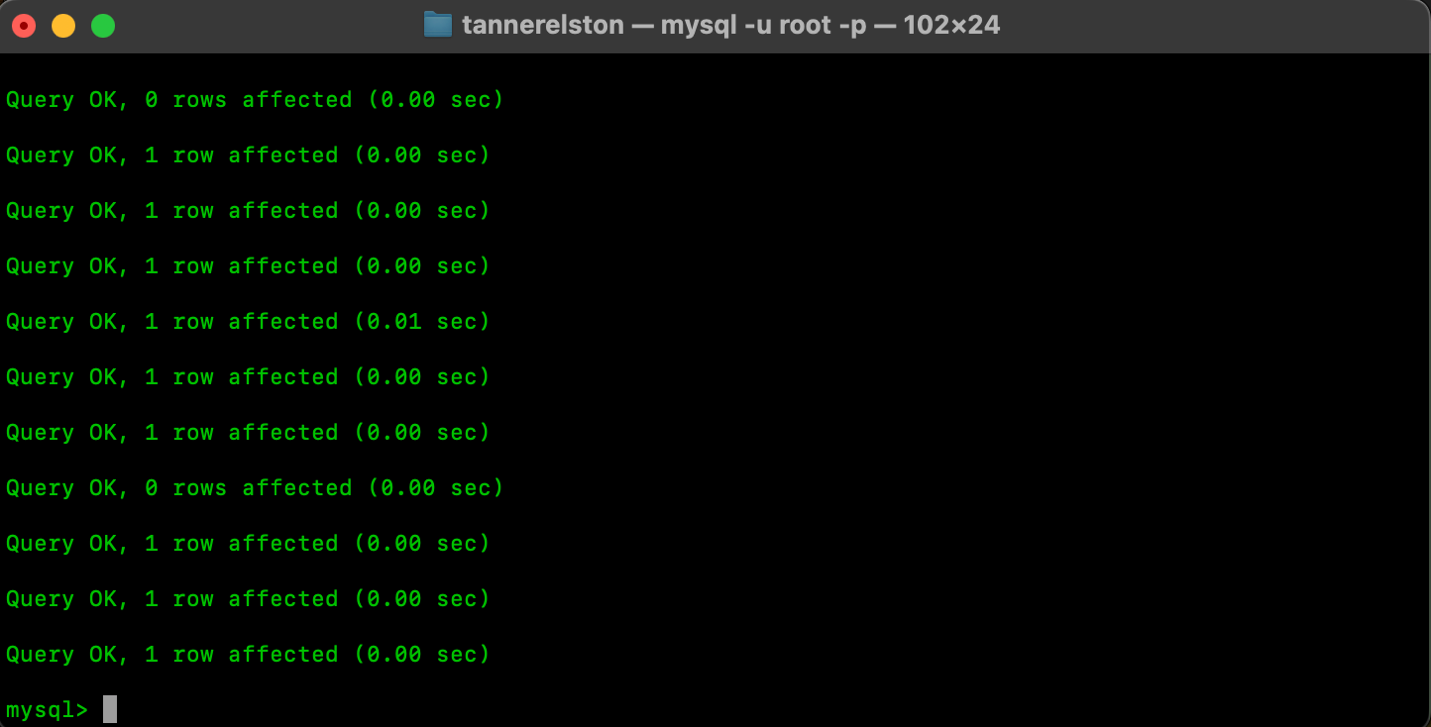 tannerelston — mysql -u root -p — 102×24
Query OK, 0 rows affected (0.00 sec)
Query OK, 1 row affected (0.00 sec)
Query OK, 1 row affected (0.00 sec)
Query OK, 1 row affected (0.00 sec)
Query OK, 1 row affected (0.01 sec)
Query OK, 1 row affected (0.00 sec)
Query OK, 1 row affected (0.00 sec)
Query OK, 0 rows affected (0.00 sec)
Query OK, 1 row affected (0.00 sec)
Query OK, 1 row affected (0.00 sec)
Query OK, 1 row affected (0.00 sec)
mysql>